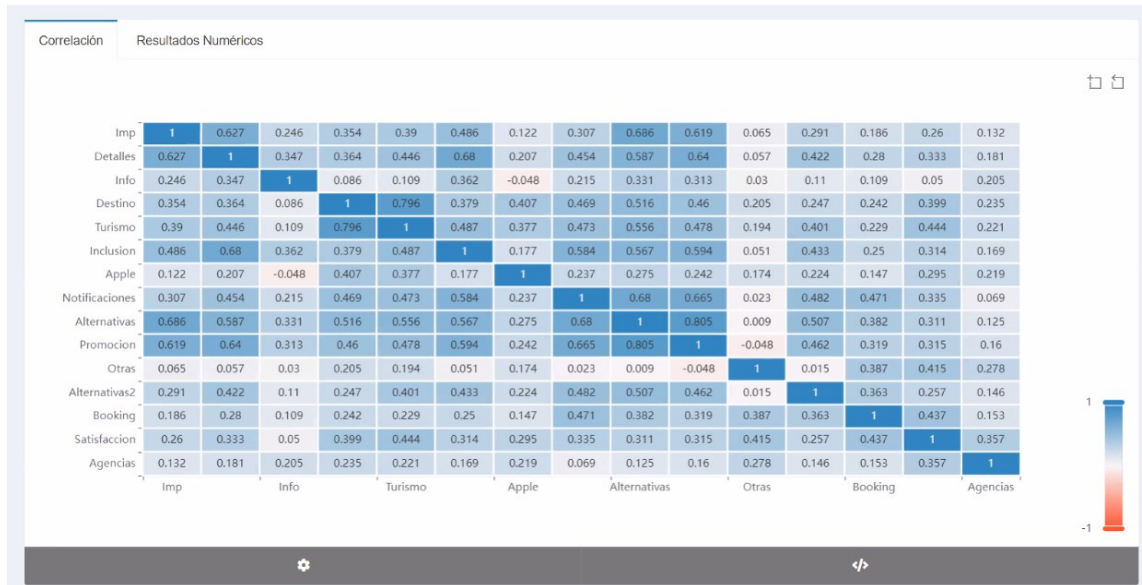 Correlación Resultados Numéricos
Imp 1 0.627 0.246 0.354 0.39 0.486 0.122 0.307 0.686 0.619 0.065 0.291 0.186 0.26 0.132
Detalles 0.627 1 0.347 0.364 0.446 0.68 0.207 0.454 0.587 0.64 0.057 0.422 0.28 0.333 0.181
Info 0.246 0.347 1 0.086 0.109 0.362 -0.048 0.215 0.331 0.313 0.03 0.11 0.109 0.05 0.205
Destino 0.354 0.364 0.086 1 0.796 0.379 0.407 0.469 0.516 0.46 0.205 0.247 0.242 0.399 0.235
Turismo 0.39 0.446 0.109 0.796 1 0.487 0.377 0.473 0.556 0.478 0.194 0.401 0.229 0.444 0.221
Inclusion 0.486 0.68 0.362 0.379 0.487 1 0.177 0.584 0.567 0.594 0.051 0.433 0.25 0.314 0.169
Apple 0.122 0.207 -0.048 0.407 0.377 0.177 1 0.237 0.275 0.242 0.174 0.224 0.147 0.295 0.219
Notificaciones 0.307 0.454 0.215 0.469 0.473 0.584 0.237 1 0.68 0.665 0.023 0.482 0.471 0.335 0.069
Alternativas 0.686 0.587 0.331 0.516 0.556 0.567 0.275 0.68 1 0.805 0.009 0.507 0.382 0.311 0.125
Promocion 0.619 0.64 0.313 0.46 0.478 0.594 0.242 0.665 0.805 1 -0.048 0.462 0.319 0.315 0.16
Otras 0.065 0.057 0.03 0.205 0.194 0.051 0.174 0.023 0.009 -0.048 1 0.015 0.387 0.415 0.278
Alternativas2 0.291 0.422 0.11 0.247 0.401 0.433 0.224 0.482 0.507 0.462 0.015 1 0.363 0.257 0.146
Booking 0.186 0.28 0.109 0.242 0.229 0.25 0.147 0.471 0.382 0.319 0.387 0.363 1 0.437 0.153
Satisfaccion 0.26 0.333 0.05 0.399 0.444 0.314 0.295 0.335 0.311 0.315 0.415 0.257 0.437 1 0.357
Agencias 0.132 0.181 0.205 0.235 0.221 0.169 0.219 0.069 0.125 0.16 0.278 0.146 0.153 0.357 1
Imp Info Turismo Apple Alternativas Otras Booking Agencias
1
-1